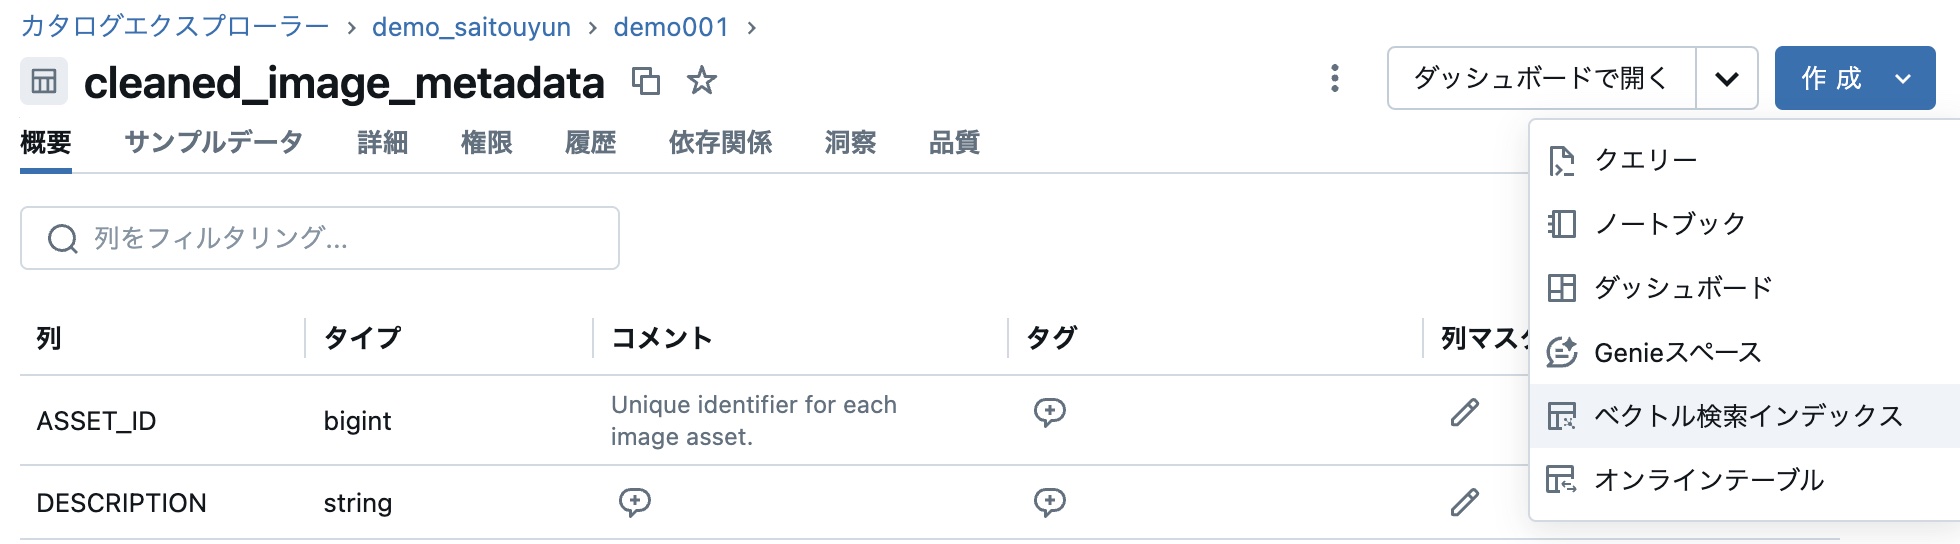 カタログエクスプローラー › demo_saitouyun › demo001 ›
cleaned_image_metadata
ダッシュボードで開く
作成
概要 サンプルデータ 詳細 権限 履歴 依存関係 洞察 品質
クエリー
ノートブック
ダッシュボード
Genieスペース
ベクトル検索インデックス
オンラインテーブル
列をフィルタリング...
列 タイプ コメント タグ 列マスク
ASSET_ID bigint Unique identifier for each
image asset.
DESCRIPTION string